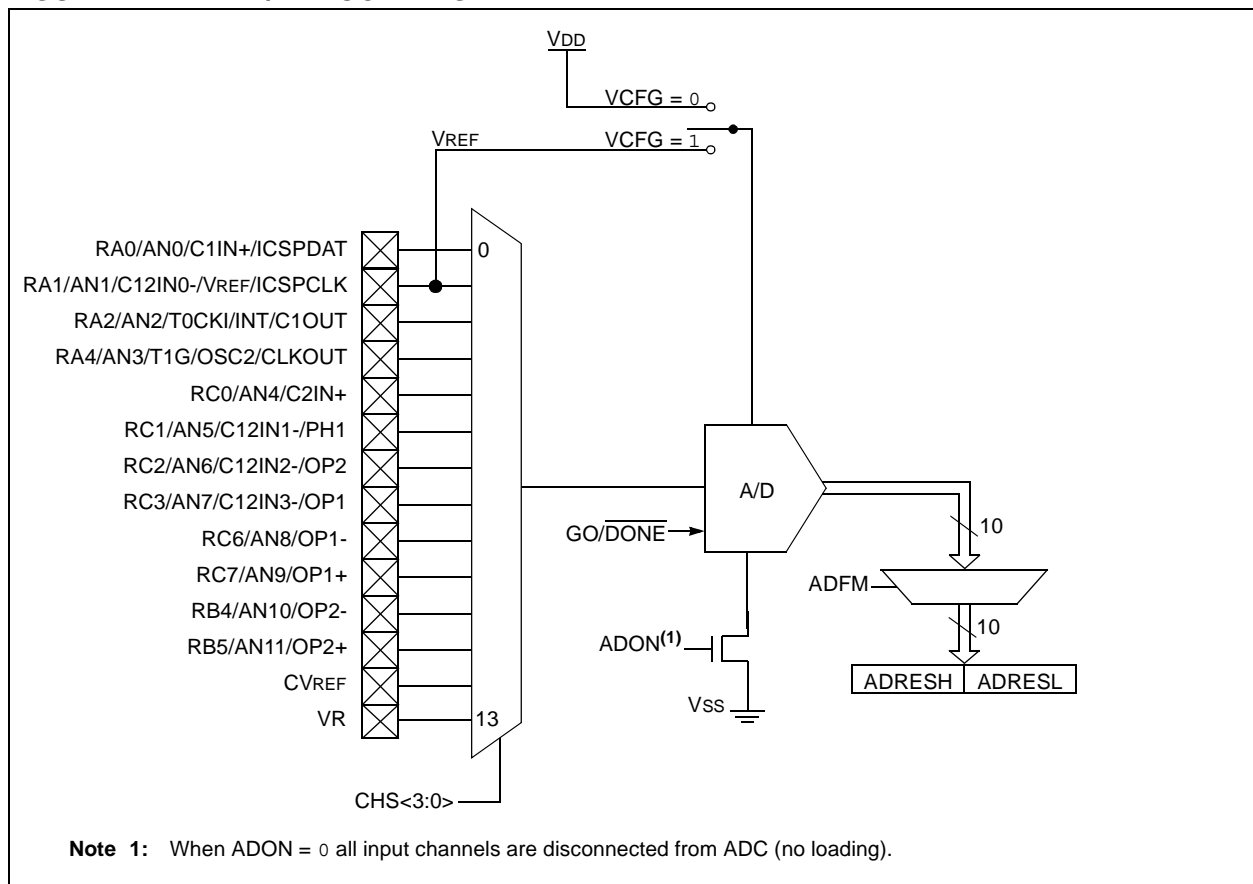 VDD
VCFG = 0
VREF
VCFG = 1
RA0/AN0/C1IN+/ICSPDAT
0
RA1/AN1/C12IN0-/VREF/ICSPCLK
RA2/AN2/T0CKI/INT/C1OUT
RA4/AN3/T1G/OSC2/CLKOUT
RC0/AN4/C2IN+
RC1/AN5/C12IN1-/PH1
RC2/AN6/C12IN2-/OP2
RC3/AN7/C12IN3-/OP1
RC6/AN8/OP1-
RC7/AN9/OP1+
RB4/AN10/OP2-
RB5/AN11/OP2+
CVREF
VR
13
CHS<3:0>
A/D
GO/DONE
10
ADFM
10
ADON(1)
VSS
ADRESH ADRESL
Note 1: When ADON = 0 all input channels are disconnected from ADC (no loading).